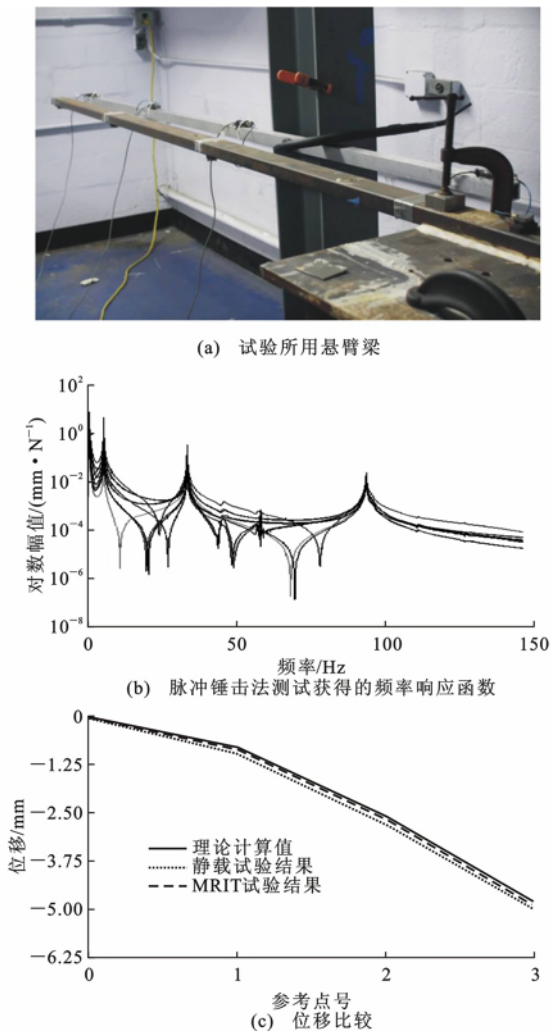 (a) 试验所用悬臂梁
10²
10⁰
10⁻²
10⁻⁴
10⁻⁶
10⁻⁸
对数幅值/(mm·N⁻¹)
0 50 100 150
频率/Hz
(b) 脉冲锤击法测试获得的频率响应函数
0
-1.25
-2.50
-3.75
-5.00
-6.25
位移/mm
理论计算值
静载试验结果
MRIT试验结果
0 1 2 3
参考点号
(c) 位移比较